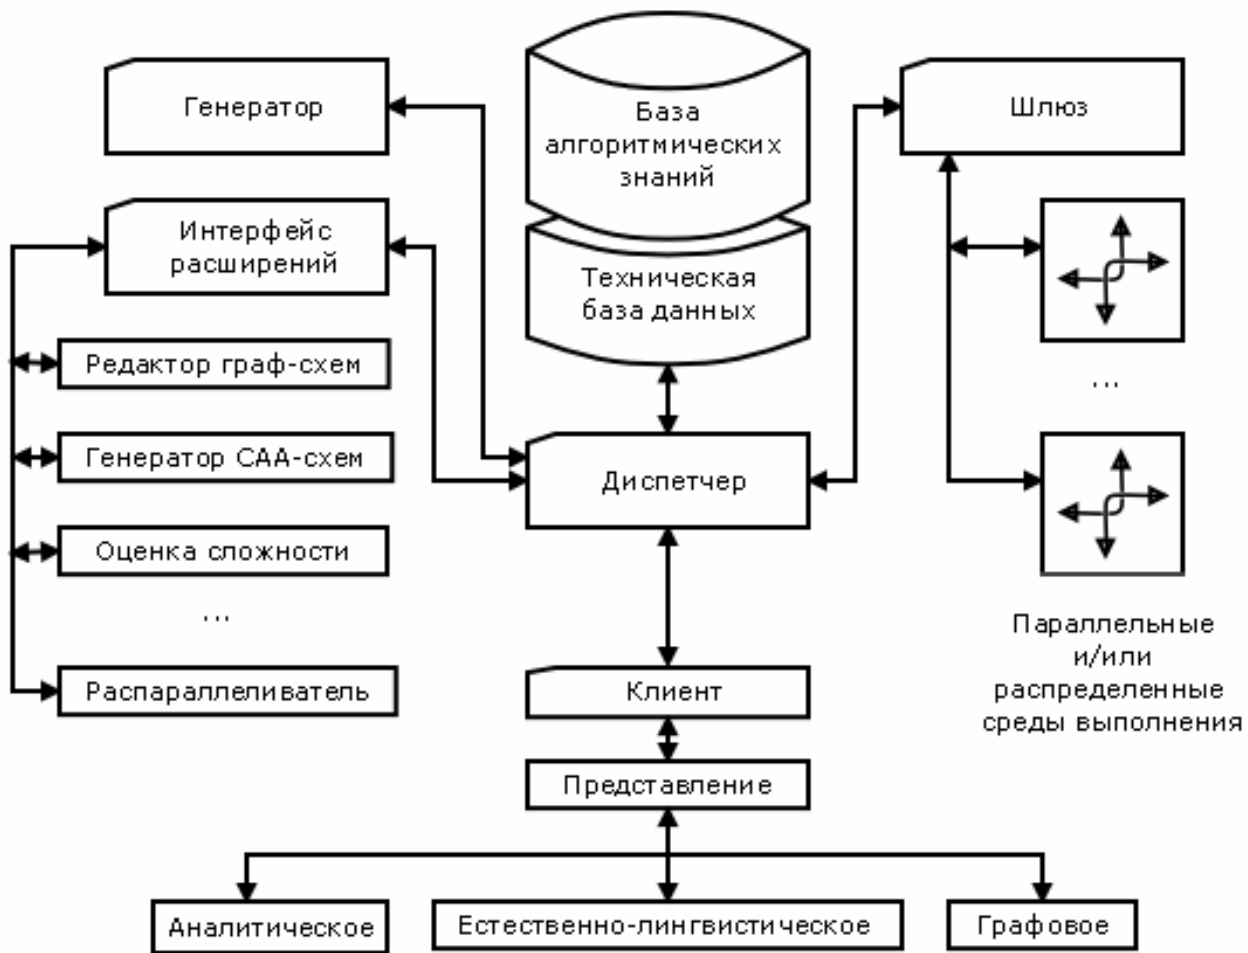 Генератор
База
алгоритмических
знаний
Шлюз
Интерфейс
расширений
Техническая
база данных
Редактор граф-схем
...
Генератор САА-схем
Диспетчер
Оценка сложности
...
Параллельные
и/или
распределенные
среды выполнения
Распараллеливатель
Клиент
Представление
Аналитическое
Естественно-лингвистическое
Графовое